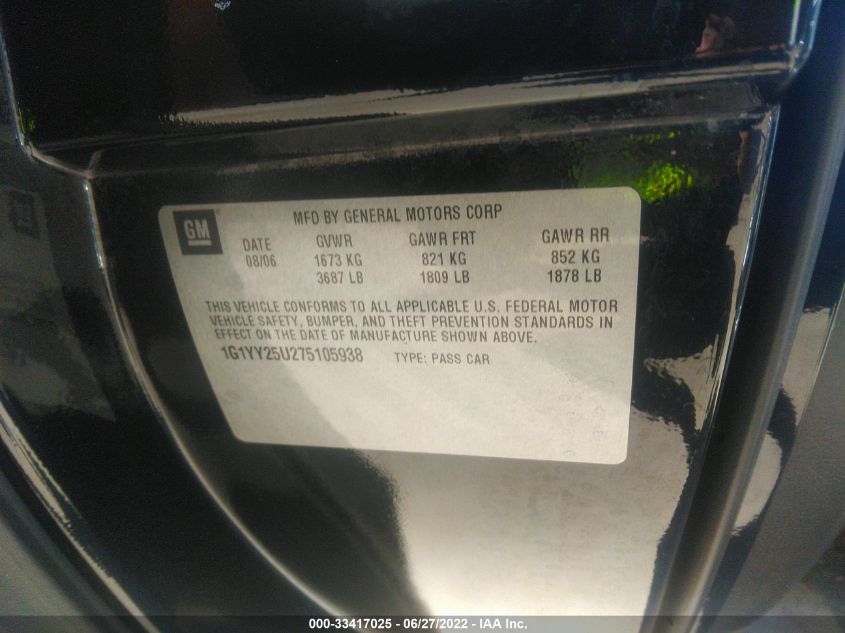 GM
MFD BY GENERAL MOTORS CORP
DATE GVWR GAWR FRT GAWR RR
08/06 1673 KG 821 KG 852 KG
3687 LB 1809 LB 1878 LB
THIS VEHICLE CONFORMS TO ALL APPLICABLE U.S. FEDERAL MOTOR
VEHICLE SAFETY, BUMPER, AND THEFT PREVENTION STANDARDS IN
EFFECT ON THE DATE OF MANUFACTURE SHOWN ABOVE.
1G1YY25U275105938 TYPE: PASS CAR
000-33417025 - 06/27/2022 - IAA Inc.